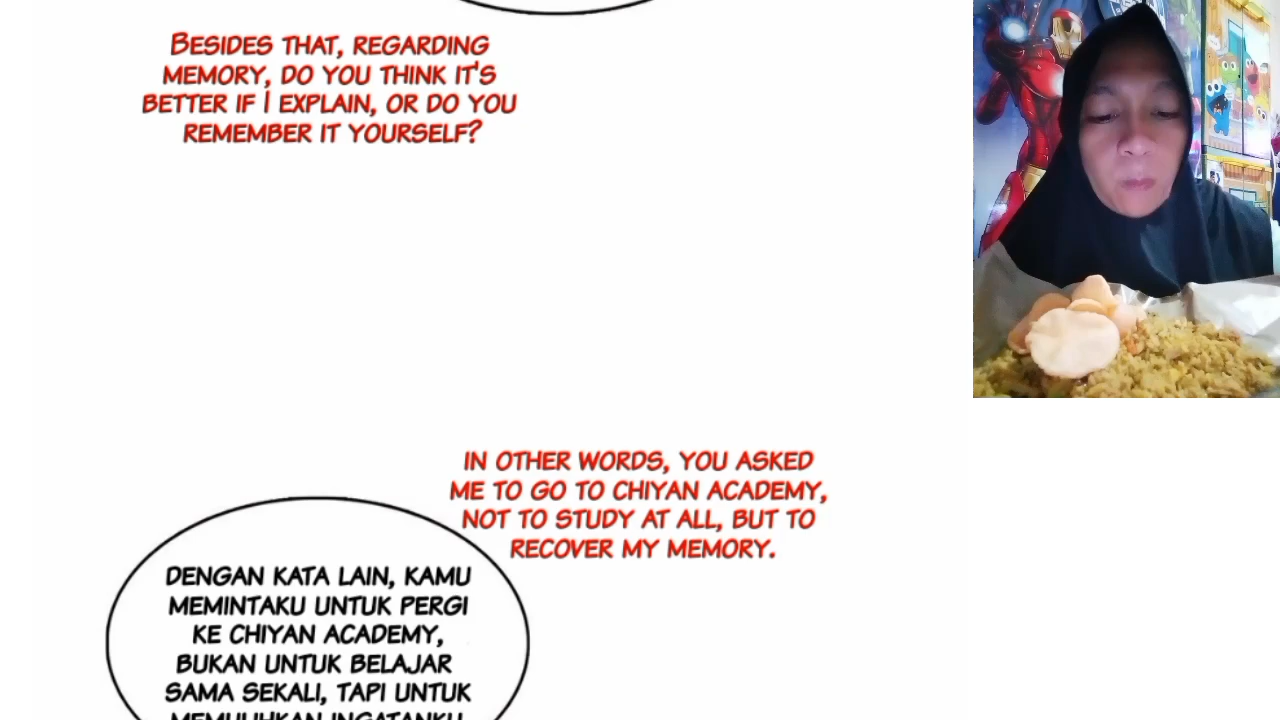 BESIDES THAT, REGARDING
MEMORY, DO YOU THINK IT'S
BETTER IF I EXPLAIN, OR DO YOU
REMEMBER IT YOURSELF?
IN OTHER WORDS, YOU ASKED
ME TO GO TO CHIYAN ACADEMY,
NOT TO STUDY AT ALL, BUT TO
RECOVER MY MEMORY.
DENGAN KATA LAIN, KAMU
MEMINTAKU UNTUK PERGI
KE CHIYAN ACADEMY,
BUKAN UNTUK BELAJAR
SAMA SEKALI, TAPI UNTUK
MEMULIHKAN INGATANKU.